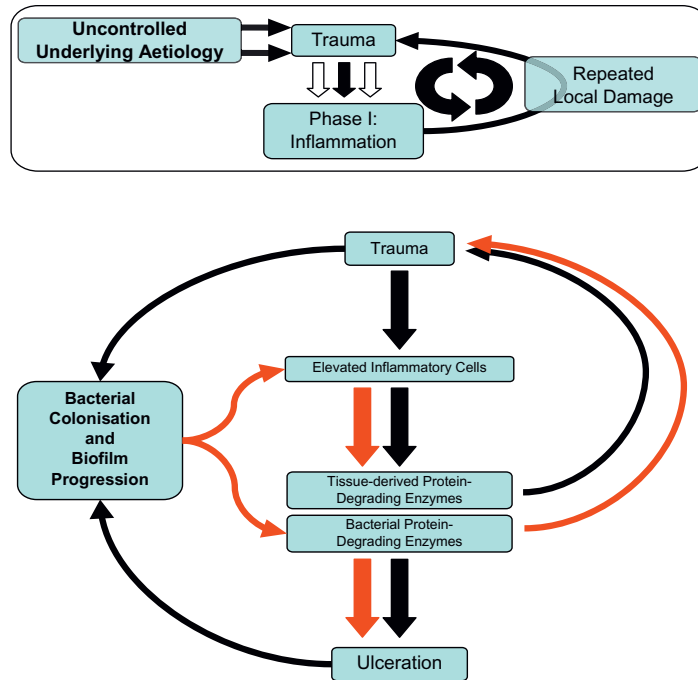 Uncontrolled
Underlying Aetiology
Trauma
Repeated
Local Damage
Phase I:
Inflammation
Trauma
Elevated Inflammatory Cells
Bacterial
Colonisation
and
Biofilm
Progression
Tissue-derived Protein-
Degrading Enzymes
Bacterial Protein-
Degrading Enzymes
Ulceration